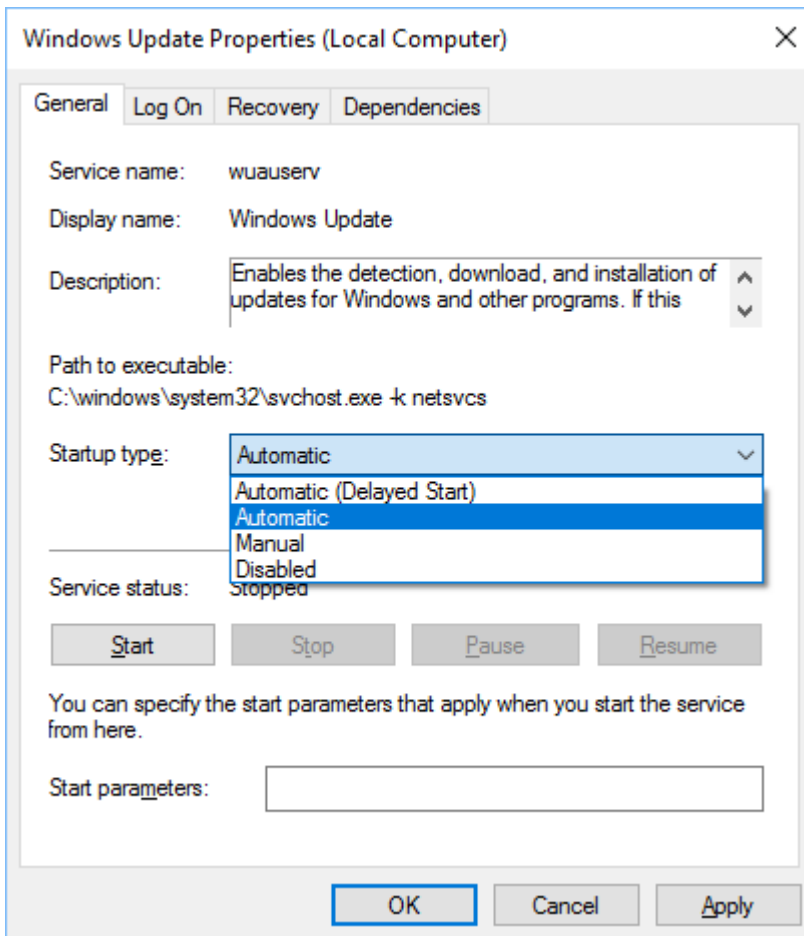 Windows Update Properties (Local Computer)
General Log On Recovery Dependencies
Service name: wuauserv
Display name: Windows Update
Description: Enables the detection, download, and installation of
updates for Windows and other programs. If this
Path to executable:
C:\windows\system32\svchost.exe -k netsvcs
Startup type: Automatic
Automatic (Delayed Start)
Automatic
Manual
Disabled
Service status: Stopped
Start Stop Pause Resume
You can specify the start parameters that apply when you start the service
from here.
Start parameters:
OK Cancel Apply